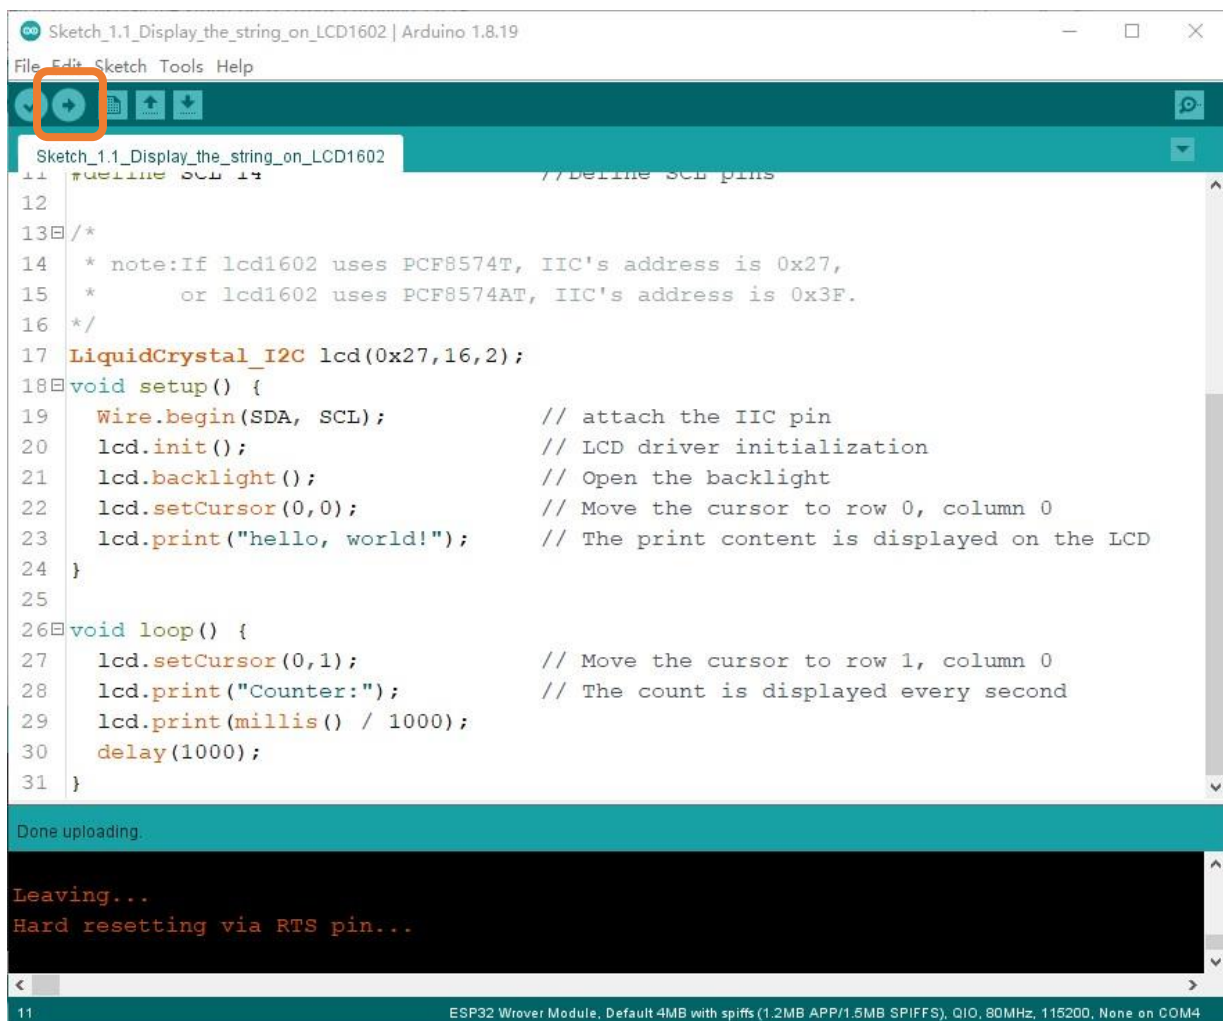 Sketch_1.1_Display_the_string_on_LCD1602 | Arduino 1.8.19
File Edit Sketch Tools Help
Sketch_1.1_Display_the_string_on_LCD1602
11 #define SCL 14 //Define SCL pins
12
13 /*
14 * note:If lcd1602 uses PCF8574T, IIC's address is 0x27,
15 * or lcd1602 uses PCF8574AT, IIC's address is 0x3F.
16 */
17 LiquidCrystal_I2C lcd(0x27,16,2);
18 void setup() {
19 Wire.begin(SDA, SCL); // attach the IIC pin
20 lcd.init(); // LCD driver initialization
21 lcd.backlight(); // Open the backlight
22 lcd.setCursor(0,0); // Move the cursor to row 0, column 0
23 lcd.print("hello, world!"); // The print content is displayed on the LCD
24 }
25
26 void loop() {
27 lcd.setCursor(0,1); // Move the cursor to row 1, column 0
28 lcd.print("Counter:"); // The count is displayed every second
29 lcd.print(millis() / 1000);
30 delay(1000);
31 }
Done uploading.
Leaving...
Hard resetting via RTS pin...
11 ESP32 Wrover Module, Default 4MB with spiffs (1.2MB APP/1.5MB SPIFFS), QIO, 80MHz, 115200, None on COM4